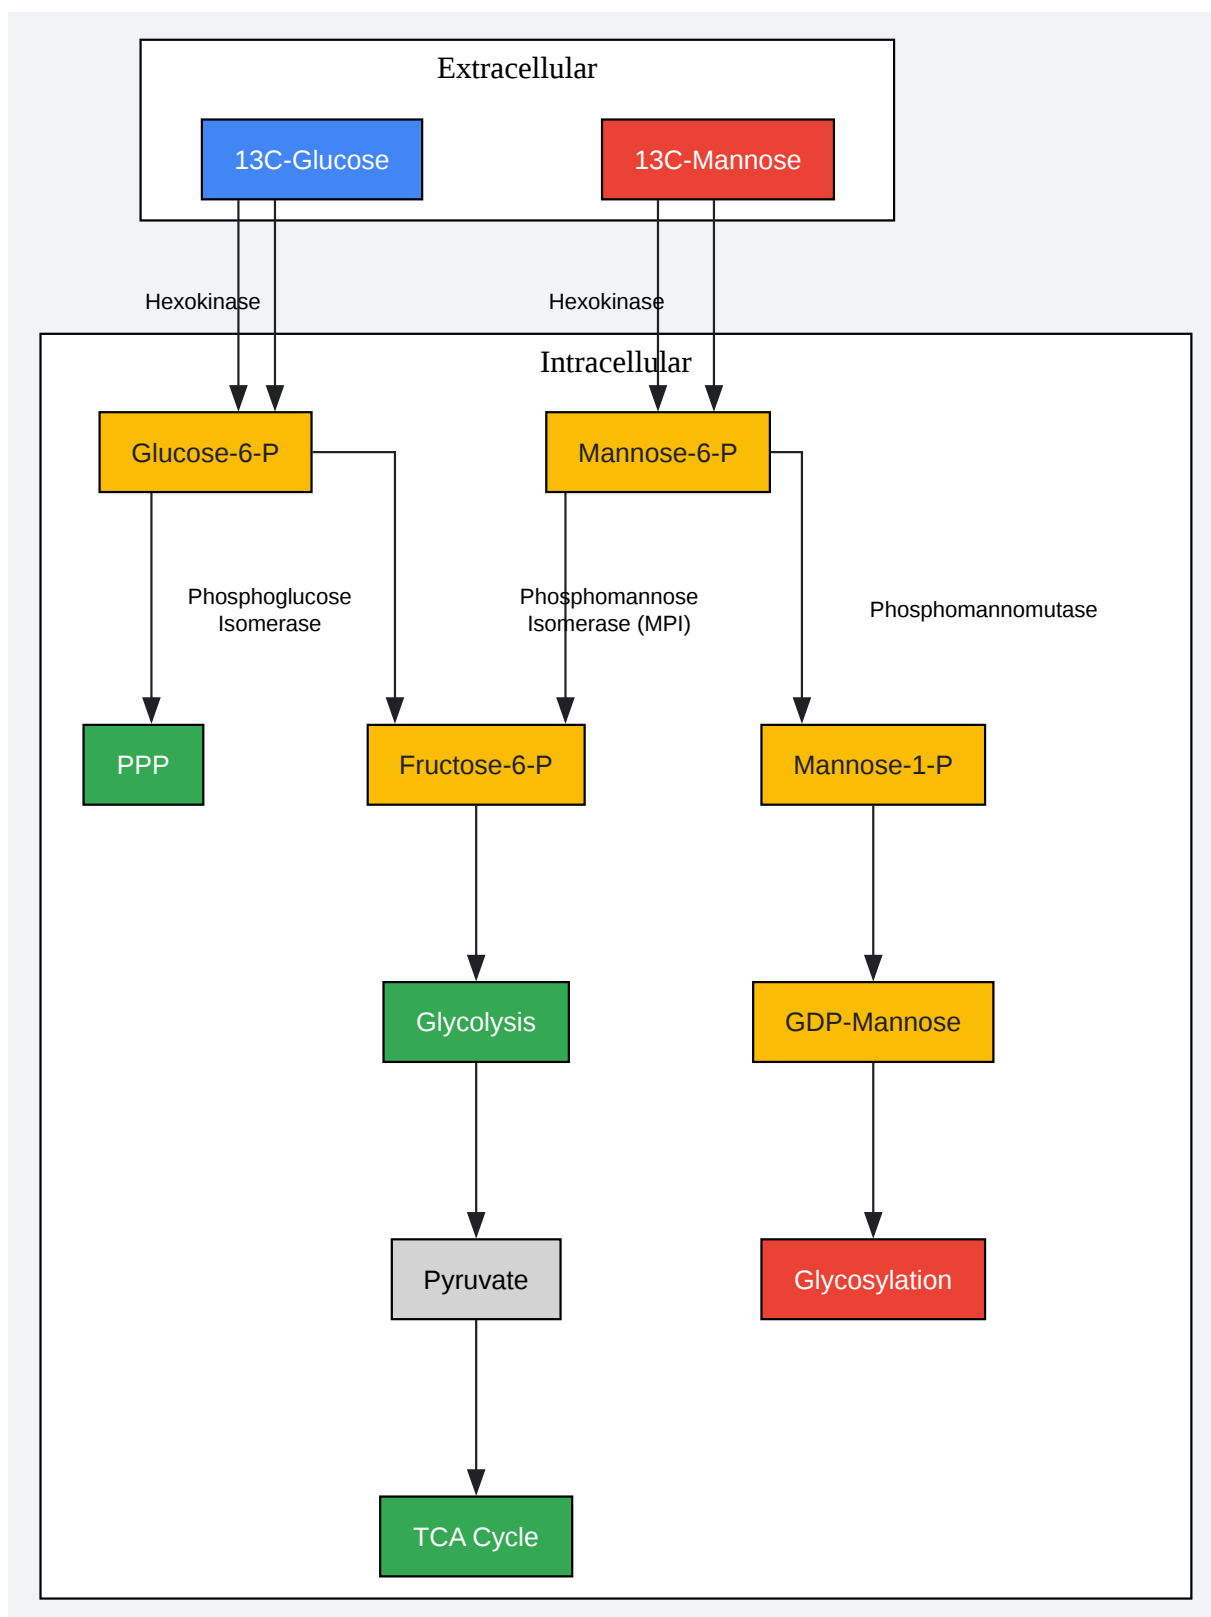 Extracellular
13C-Glucose
13C-Mannose
Hexokinase
Hexokinase
Intracellular
Glucose-6-P
Mannose-6-P
Phosphoglucose
Isomerase
Phosphomannose
Isomerase (MPI)
Phosphomannomutase
PPP
Fructose-6-P
Mannose-1-P
Glycolysis
GDP-Mannose
Pyruvate
Glycosylation
TCA Cycle